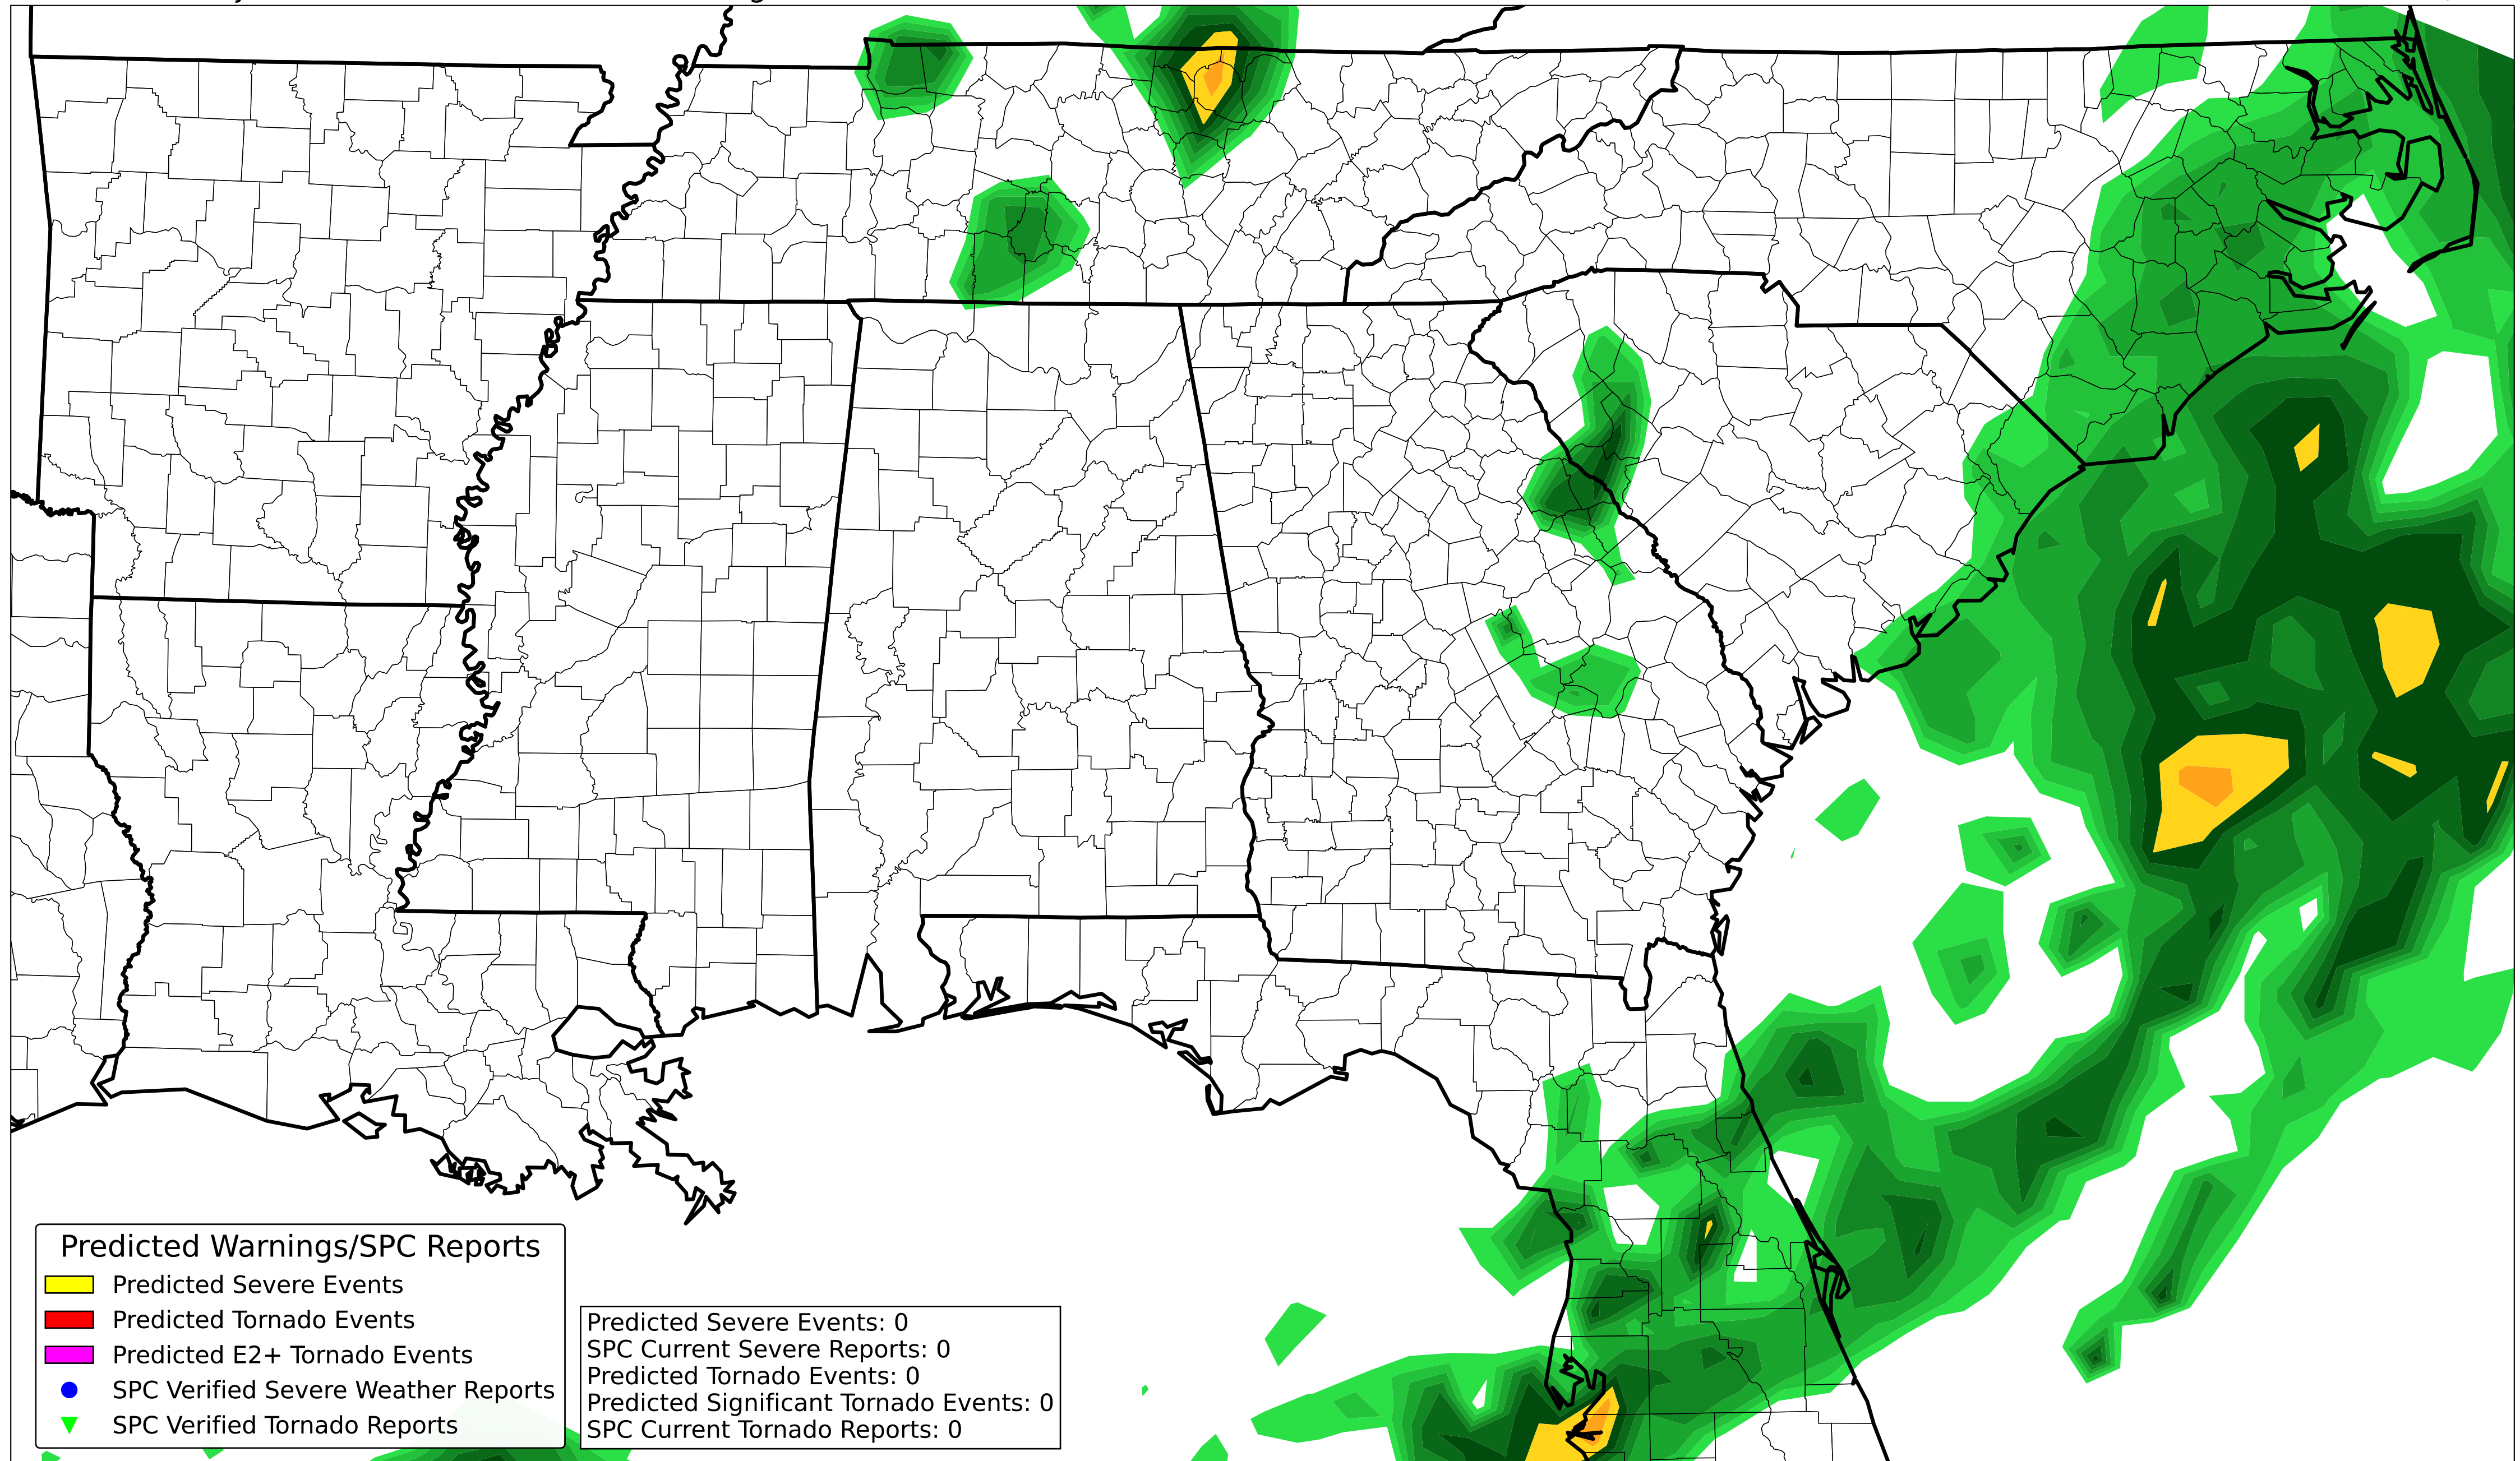 Predicted Warnings/SPC Reports
Predicted Severe Events
Predicted Tornado Events
Predicted E2+ Tornado Events
SPC Verified Severe Weather Reports
SPC Verified Tornado Reports
Predicted Severe Events: 0
SPC Current Severe Reports: 0
Predicted Tornado Events: 0
Predicted Significant Tornado Events: 0
SPC Current Tornado Reports: 0